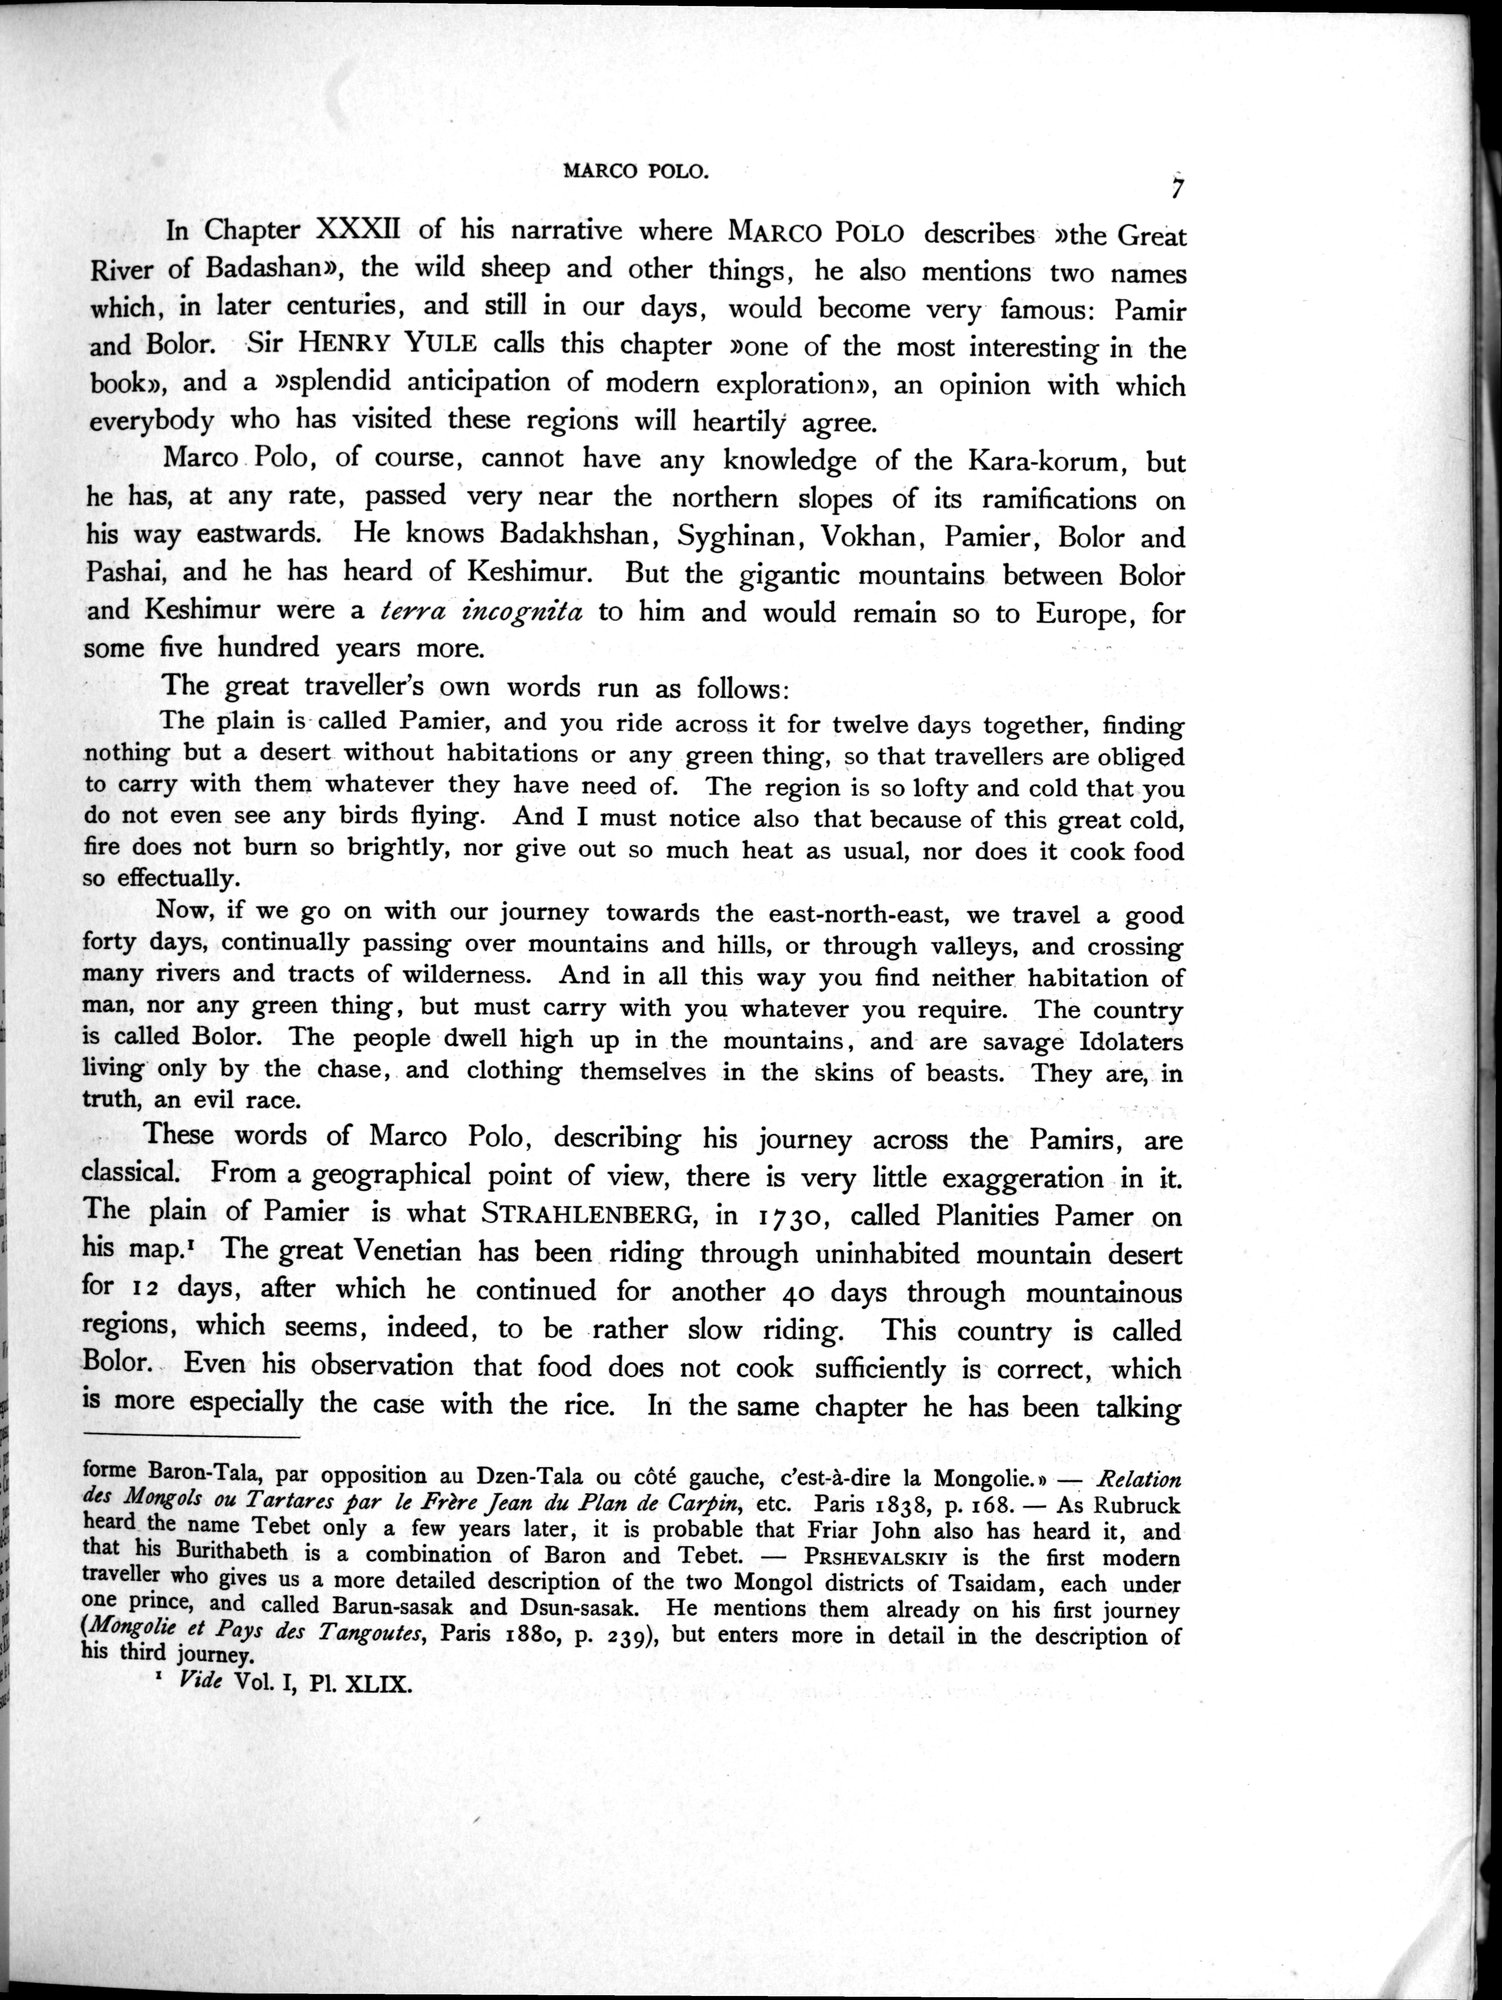 MARCO POLO.
7
In Chapter XXXII of his narrative where MARCO POLO describes »the Great
River of Badashan», the wild sheep and other things, he also mentions two names
which, in later centuries, and still in our days, would become very famous: Pamir
and Bolor. Sir HENRY YULE calls this chapter »one of the most interesting in the
book», and a »splendid anticipation of modern exploration», an opinion with which
everybody who has visited these regions will heartily agree.
Marco Polo, of course, cannot have any knowledge of the Kara-korum, but
he has, at any rate, passed very near the northern slopes of its ramifications on
his way eastwards. He knows Badakhshan, Syghinan, Vokhan, Pamier, Bolor and
Pashai, and he has heard of Keshimur. But the gigantic mountains between Bolor
and Keshimur were a terra incognita to him and would remain so to Europe, for
some five hundred years more.
The great traveller's own words run as follows:
The plain is called Pamier, and you ride across it for twelve days together, finding
nothing but a desert without habitations or any green thing, so that travellers are obliged
to carry with them whatever they have need of. The region is so lofty and cold that you
do not even see any birds flying. And I must notice also that because of this great cold,
fire does not burn so brightly, nor give out so much heat as usual, nor does it cook food
so effectually.
Now, if we go on with our journey towards the east-north-east, we travel a good
forty days, continually passing over mountains and hills, or through valleys, and crossing
many rivers and tracts of wilderness. And in all this way you find neither habitation of
man, nor any green thing, but must carry with you whatever you require. The country
is called Bolor. The people dwell high up in the mountains, and are savage Idolaters
living only by the chase, and clothing themselves in the skins of beasts. They are, in
truth, an evil race.
These words of Marco Polo, describing his journey across the Pamirs, are
classical. From a geographical point of view, there is very little exaggeration in it.
The plain of Pamier is what STRAHLENBERG, in 1730, called Planities Pamer on
his map.¹ The great Venetian has been riding through uninhabited mountain desert
for 12 days, after which he continued for another 40 days through mountainous
regions, which seems, indeed, to be rather slow riding. This country is called
Bolor. Even his observation that food does not cook sufficiently is correct, which
is more especially the case with the rice. In the same chapter he has been talking
forme Baron-Tala, par opposition au Dzen-Tala ou côté gauche, c'est-à-dire la Mongolie.» — Relation
des Mongols ou Tartares par le Frère Jean du Plan de Carpin, etc. Paris 1838, p. 168. — As Rubruck
heard the name Tebet only a few years later, it is probable that Friar John also has heard it, and
that his Burithabeth is a combination of Baron and Tebet. — PRSHEVALSKIY is the first modern
traveller who gives us a more detailed description of the two Mongol districts of Tsaidam, each under
one prince, and called Barun-sasak and Dsun-sasak. He mentions them already on his first journey
(Mongolie et Pays des Tangoutes, Paris 1880, p. 239), but enters more in detail in the description of
his third journey.
¹ Vide Vol. I, Pl. XLIX.